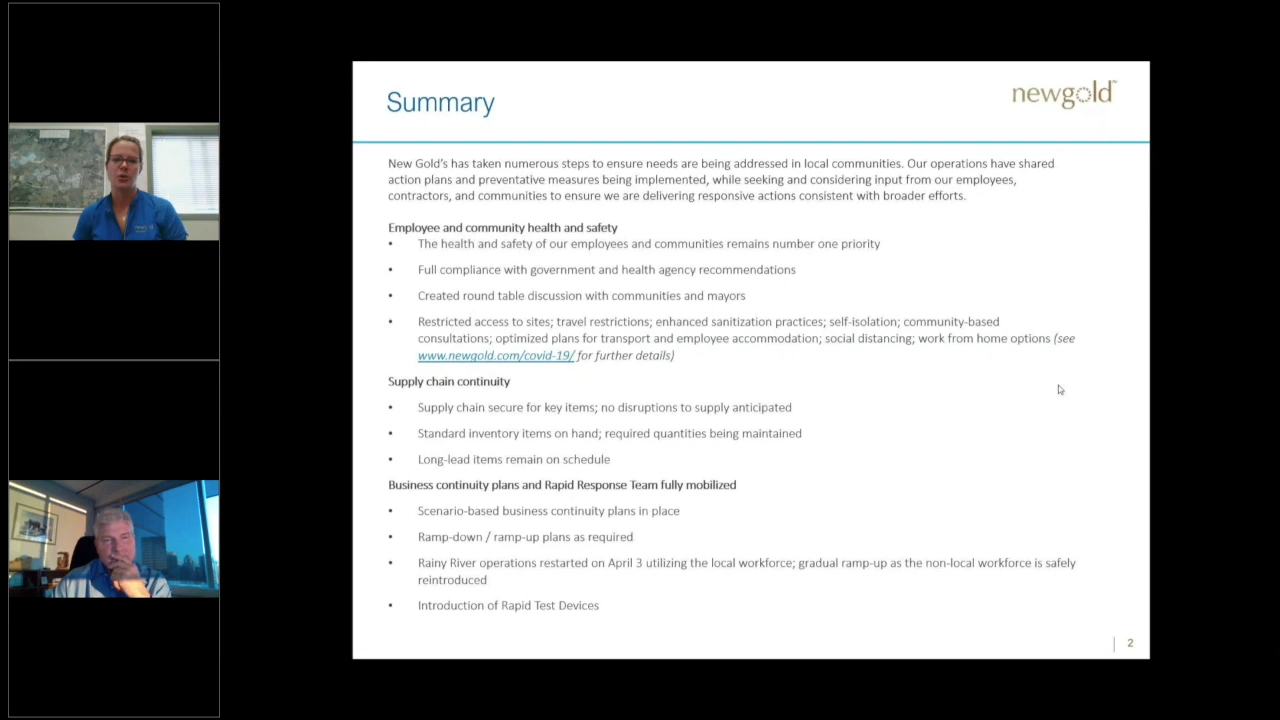 Summary
newgold™
New Gold's has taken numerous steps to ensure needs are being addressed in local communities. Our operations have shared
action plans and preventative measures being implemented, while seeking and considering input from our employees,
contractors, and communities to ensure we are delivering responsive actions consistent with broader efforts.
Employee and community health and safety
• The health and safety of our employees and communities remains number one priority
• Full compliance with government and health agency recommendations
• Created round table discussion with communities and mayors
• Restricted access to sites; travel restrictions; enhanced sanitization practices; self-isolation; community-based
consultations; optimized plans for transport and employee accommodation; social distancing; work from home options (see
www.newgold.com/covid-19/ for further details)
Supply chain continuity
• Supply chain secure for key items; no disruptions to supply anticipated
• Standard inventory items on hand; required quantities being maintained
• Long-lead items remain on schedule
Business continuity plans and Rapid Response Team fully mobilized
• Scenario-based business continuity plans in place
• Ramp-down / ramp-up plans as required
• Rainy River operations restarted on April 3 utilizing the local workforce; gradual ramp-up as the non-local workforce is safely
reintroduced
• Introduction of Rapid Test Devices
2